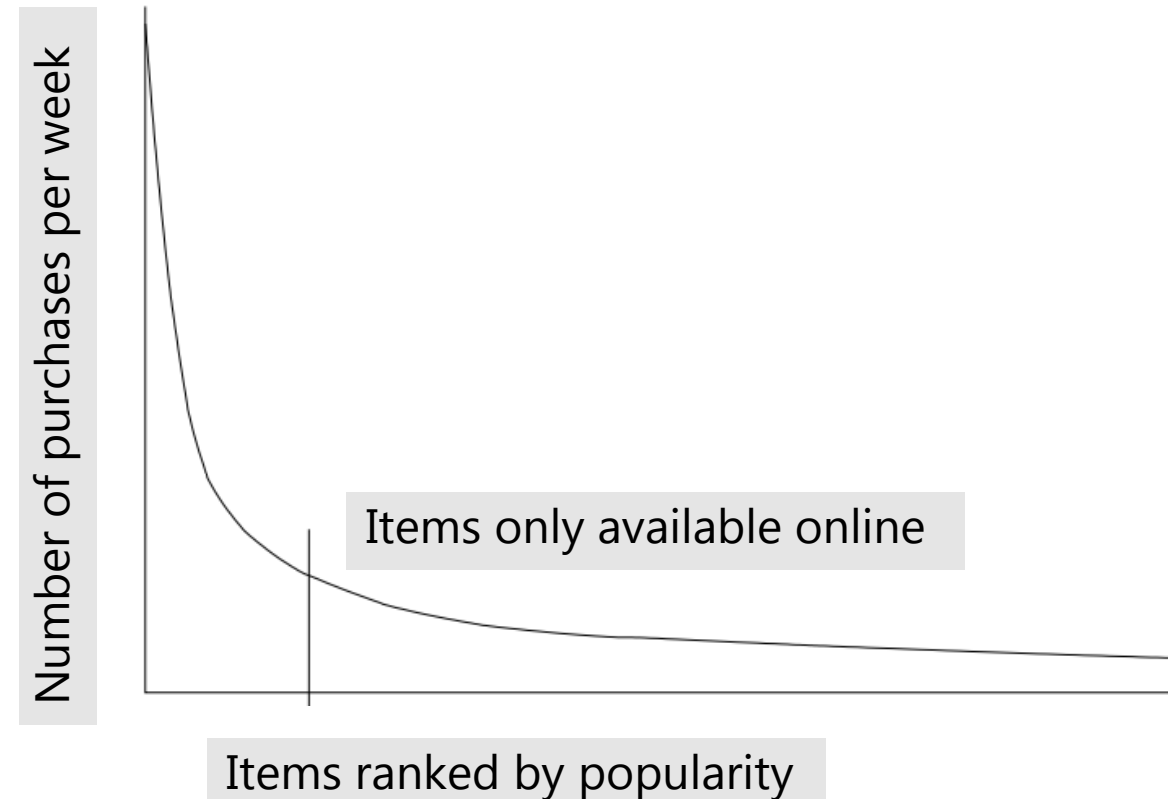 Number of purchases per week
Items only available online
Items ranked by popularity